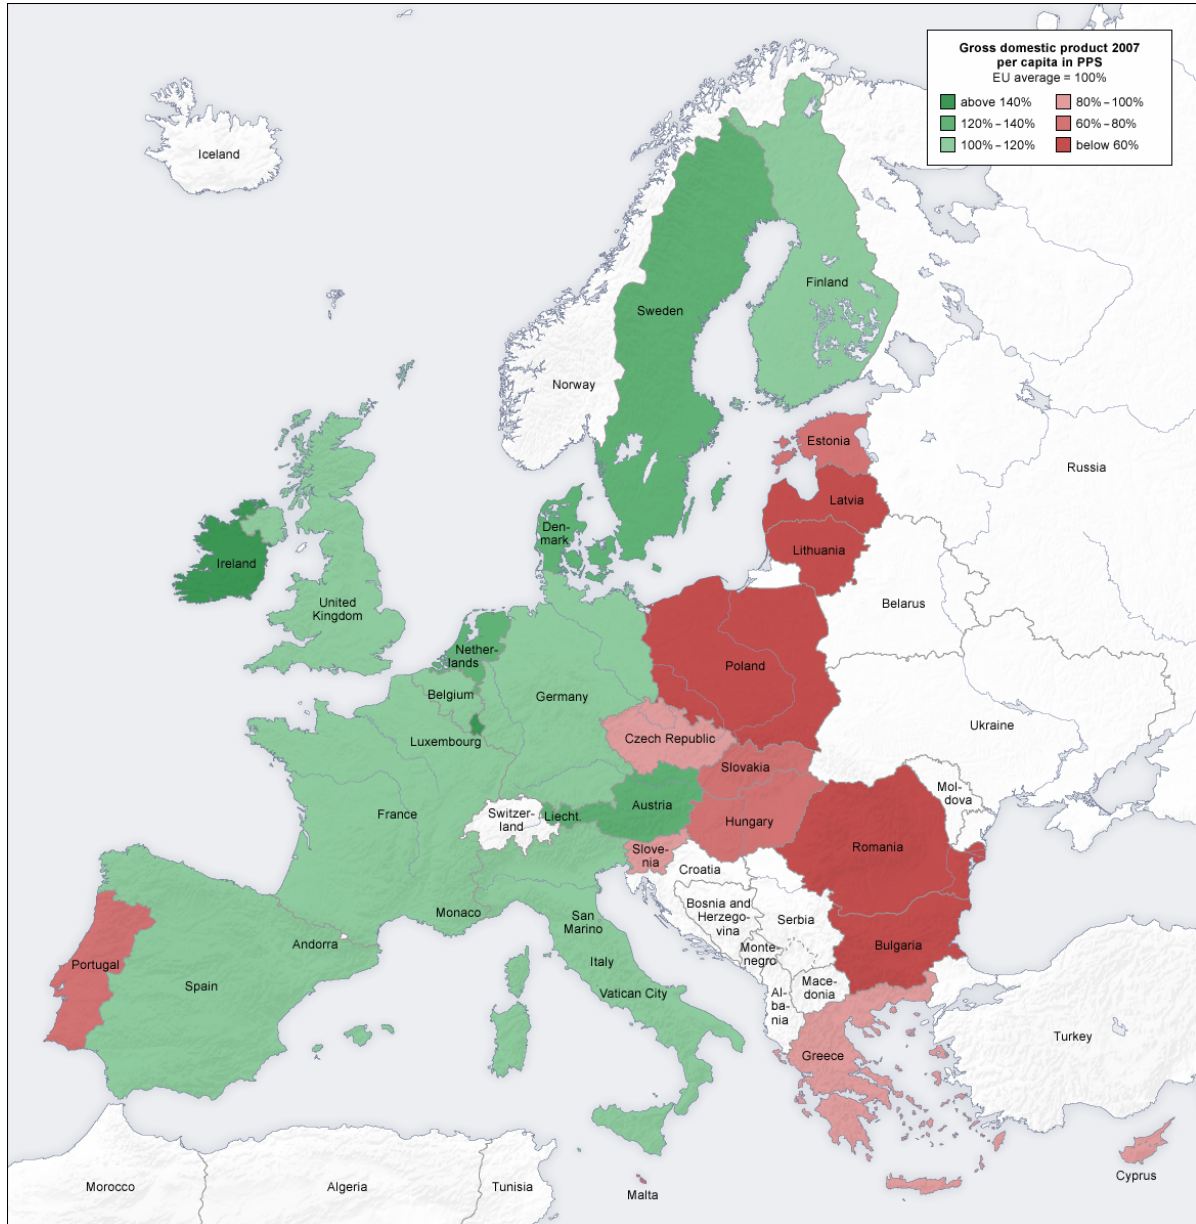 Gross domestic product 2007
per capita in PPS
EU average = 100%
above 140%
80% – 100%
120% – 140%
60% – 80%
100% – 120%
below 60%
Iceland
Finland
Sweden
Norway
Estonia
Russia
Latvia
Den-
mark
Lithuania
Ireland
United
Kingdom
Belarus
Nether-
lands
Poland
Belgium
Germany
Ukraine
Czech Republic
Luxembourg
Slovakia
Mol-
dova
Austria
Switzer-
land
Liecht.
France
Hungary
Slove-
nia
Romania
Croatia
Bosnia and
Herzego-
vina
Monaco
San
Marino
Serbia
Andorra
Monte-
negro
Bulgaria
Portugal
Italy
Spain
Vatican City
Mace-
donia
Al-
ba-
nia
Turkey
Greece
Cyprus
Morocco
Algeria
Tunisia
Malta